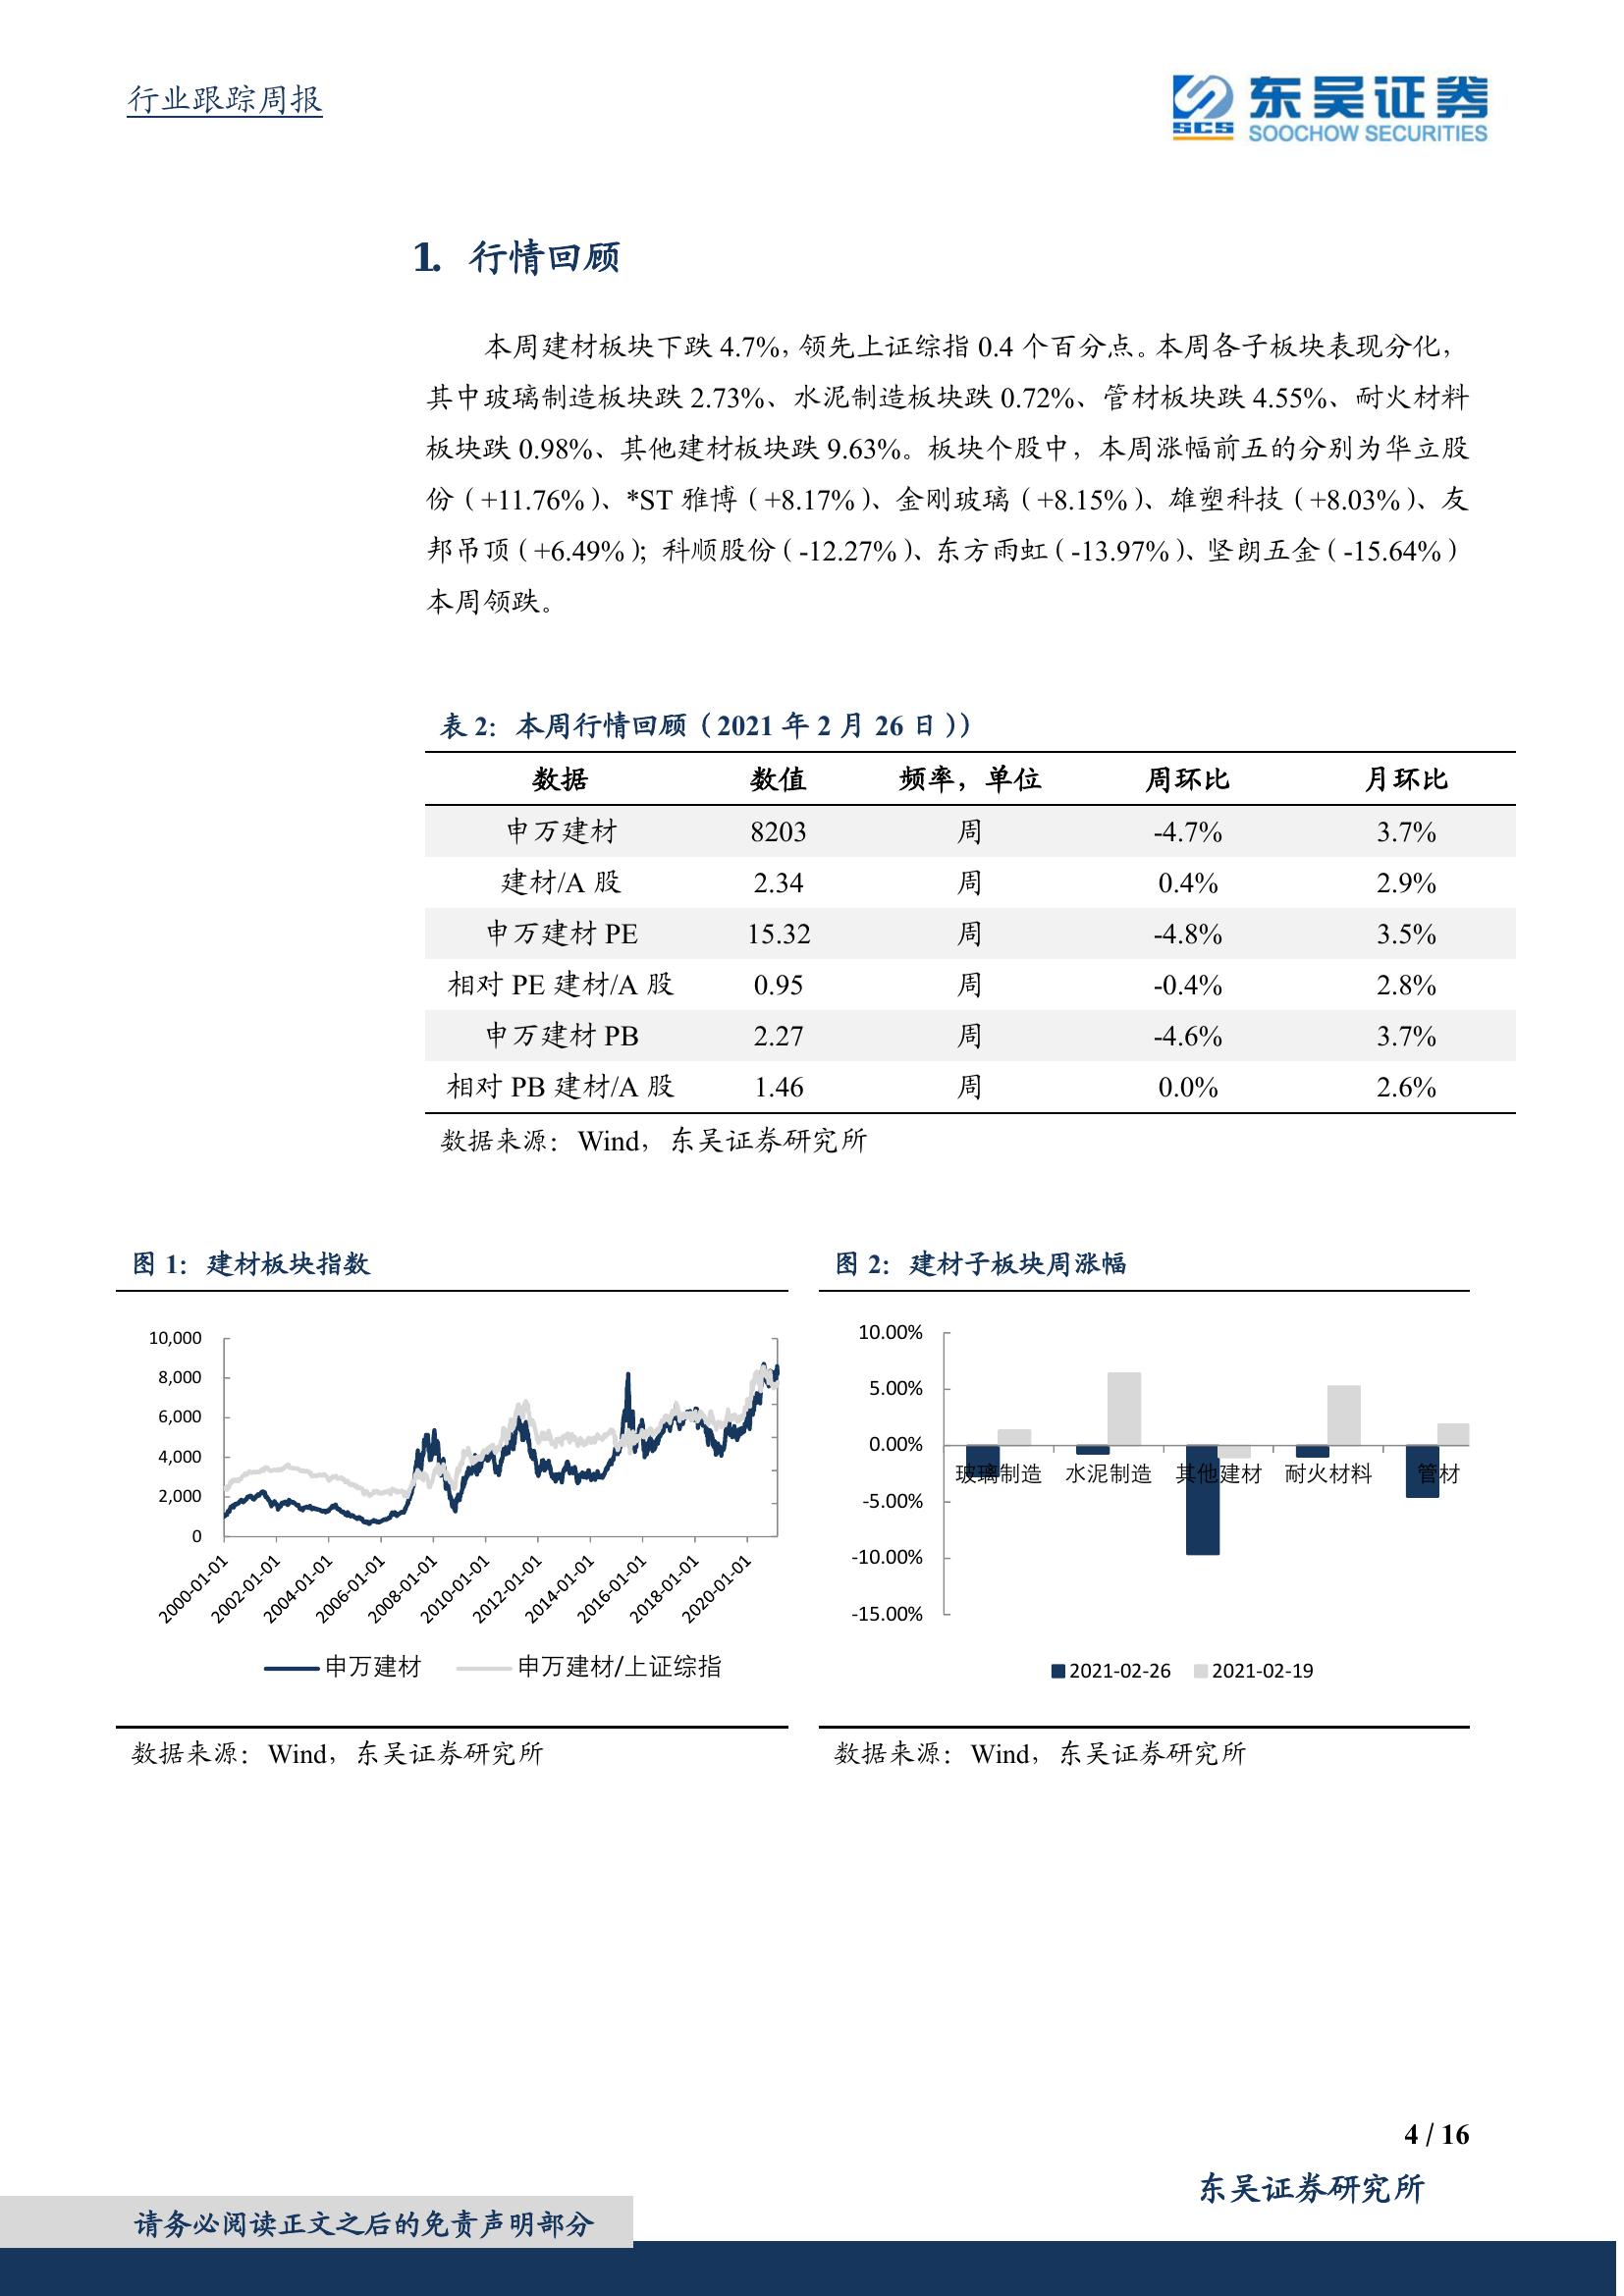 行业跟踪周报
SCS 东吴证券
SOOCHOW SECURITIES
1. 行情回顾
本周建材板块下跌 4.7%，领先上证综指 0.4 个百分点。本周各子板块表现分化，
其中玻璃制造板块跌 2.73%、水泥制造板块跌 0.72%、管材板块跌 4.55%、耐火材料
板块跌 0.98%、其他建材板块跌 9.63%。板块个股中，本周涨幅前五的分别为华立股
份（+11.76%）、*ST 雅博（+8.17%）、金刚玻璃（+8.15%）、雄塑科技（+8.03%）、友
邦吊顶（+6.49%）；科顺股份（-12.27%）、东方雨虹（-13.97%）、坚朗五金（-15.64%）
本周领跌。
表 2：本周行情回顾（2021 年 2 月 26 日））
数据 数值 频率，单位 周环比 月环比
申万建材 8203 周 -4.7% 3.7%
建材/A 股 2.34 周 0.4% 2.9%
申万建材 PE 15.32 周 -4.8% 3.5%
相对 PE 建材/A 股 0.95 周 -0.4% 2.8%
申万建材 PB 2.27 周 -4.6% 3.7%
相对 PB 建材/A 股 1.46 周 0.0% 2.6%
数据来源：Wind，东吴证券研究所
图 1：建材板块指数
10,000
8,000
6,000
4,000
2,000
0
2000-01-01
2002-01-01
2004-01-01
2006-01-01
2008-01-01
2010-01-01
2012-01-01
2014-01-01
2016-01-01
2018-01-01
2020-01-01
申万建材 申万建材/上证综指
数据来源：Wind，东吴证券研究所
图 2：建材子板块周涨幅
10.00%
5.00%
0.00%
-5.00%
-10.00%
-15.00%
玻璃制造 水泥制造 其他建材 耐火材料 管材
2021-02-26 2021-02-19
数据来源：Wind，东吴证券研究所
4 / 16
东吴证券研究所
请务必阅读正文之后的免责声明部分